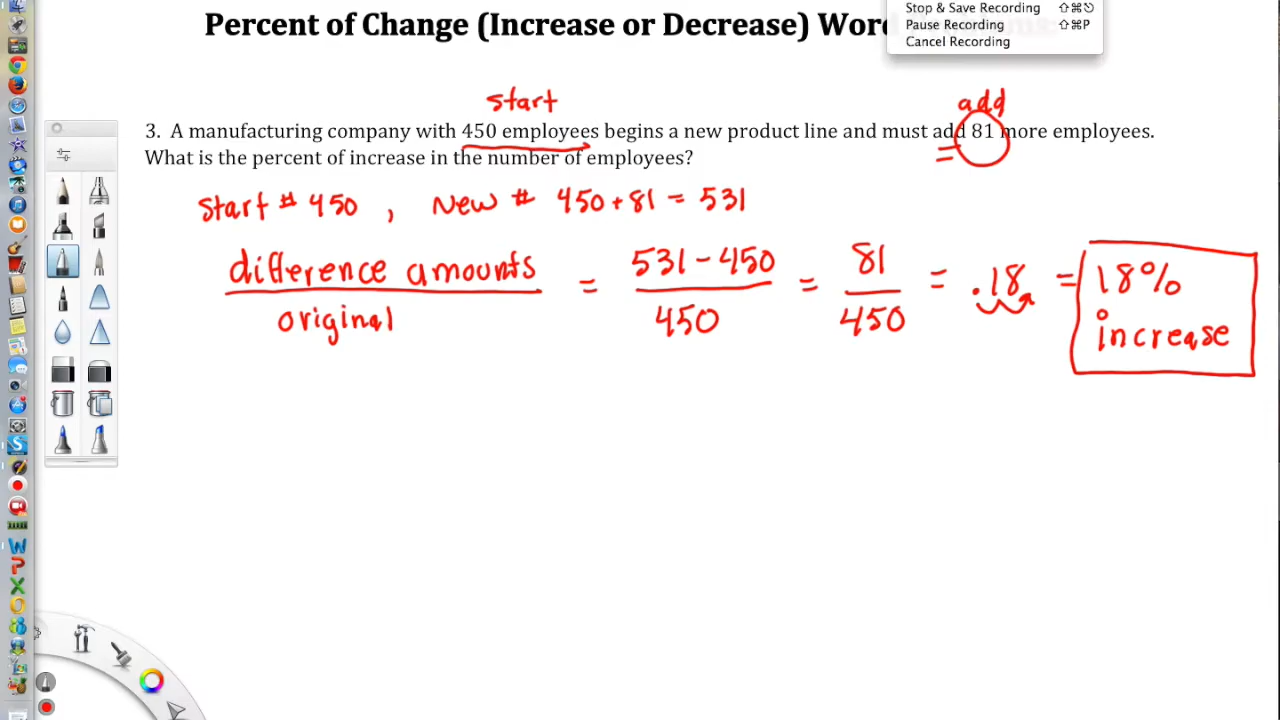 Stop & Save Recording ⇧⌘⎋
Percent of Change (Increase or Decrease) Wor
Pause Recording ⇧⌘P
Cancel Recording
start
add
3. A manufacturing company with 450 employees begins a new product line and must add 81 more employees.
What is the percent of increase in the number of employees?
Start # 450 , New # 450 + 81 = 531
difference amounts / original = 531 - 450 / 450 = 81 / 450 = .18 = 18% increase